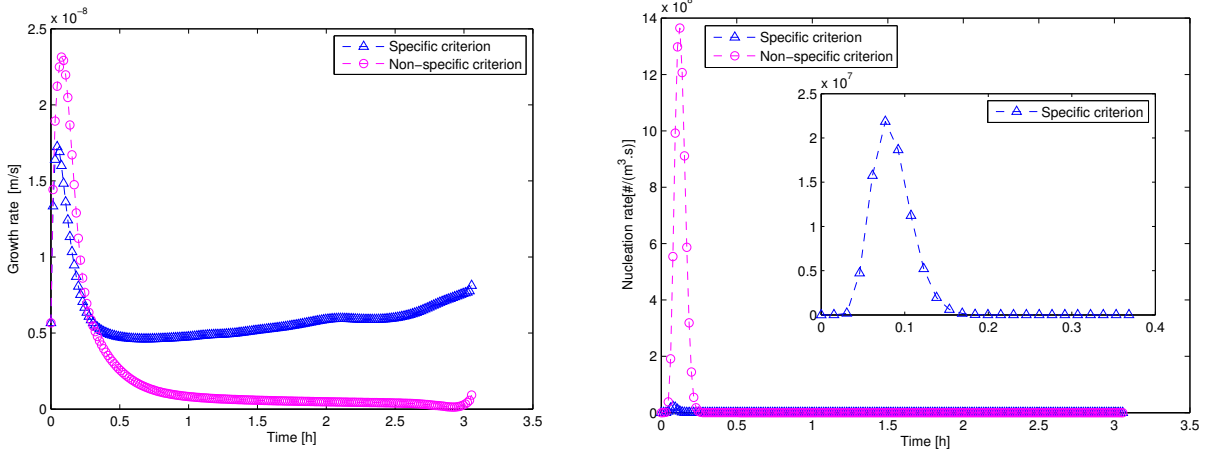 x 10⁻⁸
2.5
2
1.5
1
0.5
0
Growth rate [m/s]
Specific criterion
Non−specific criterion
0 0.5 1 1.5 2 2.5 3 3.5
Time [h]
x 10⁸
14
12
10
8
6
4
2
0
Nucleation rate[#/(m³.s)]
Specific criterion
Non−specific criterion
x 10⁷
2.5
2
1.5
1
0.5
0
Specific criterion
0 0.1 0.2 0.3 0.4
0 0.5 1 1.5 2 2.5 3 3.5
Time [h]